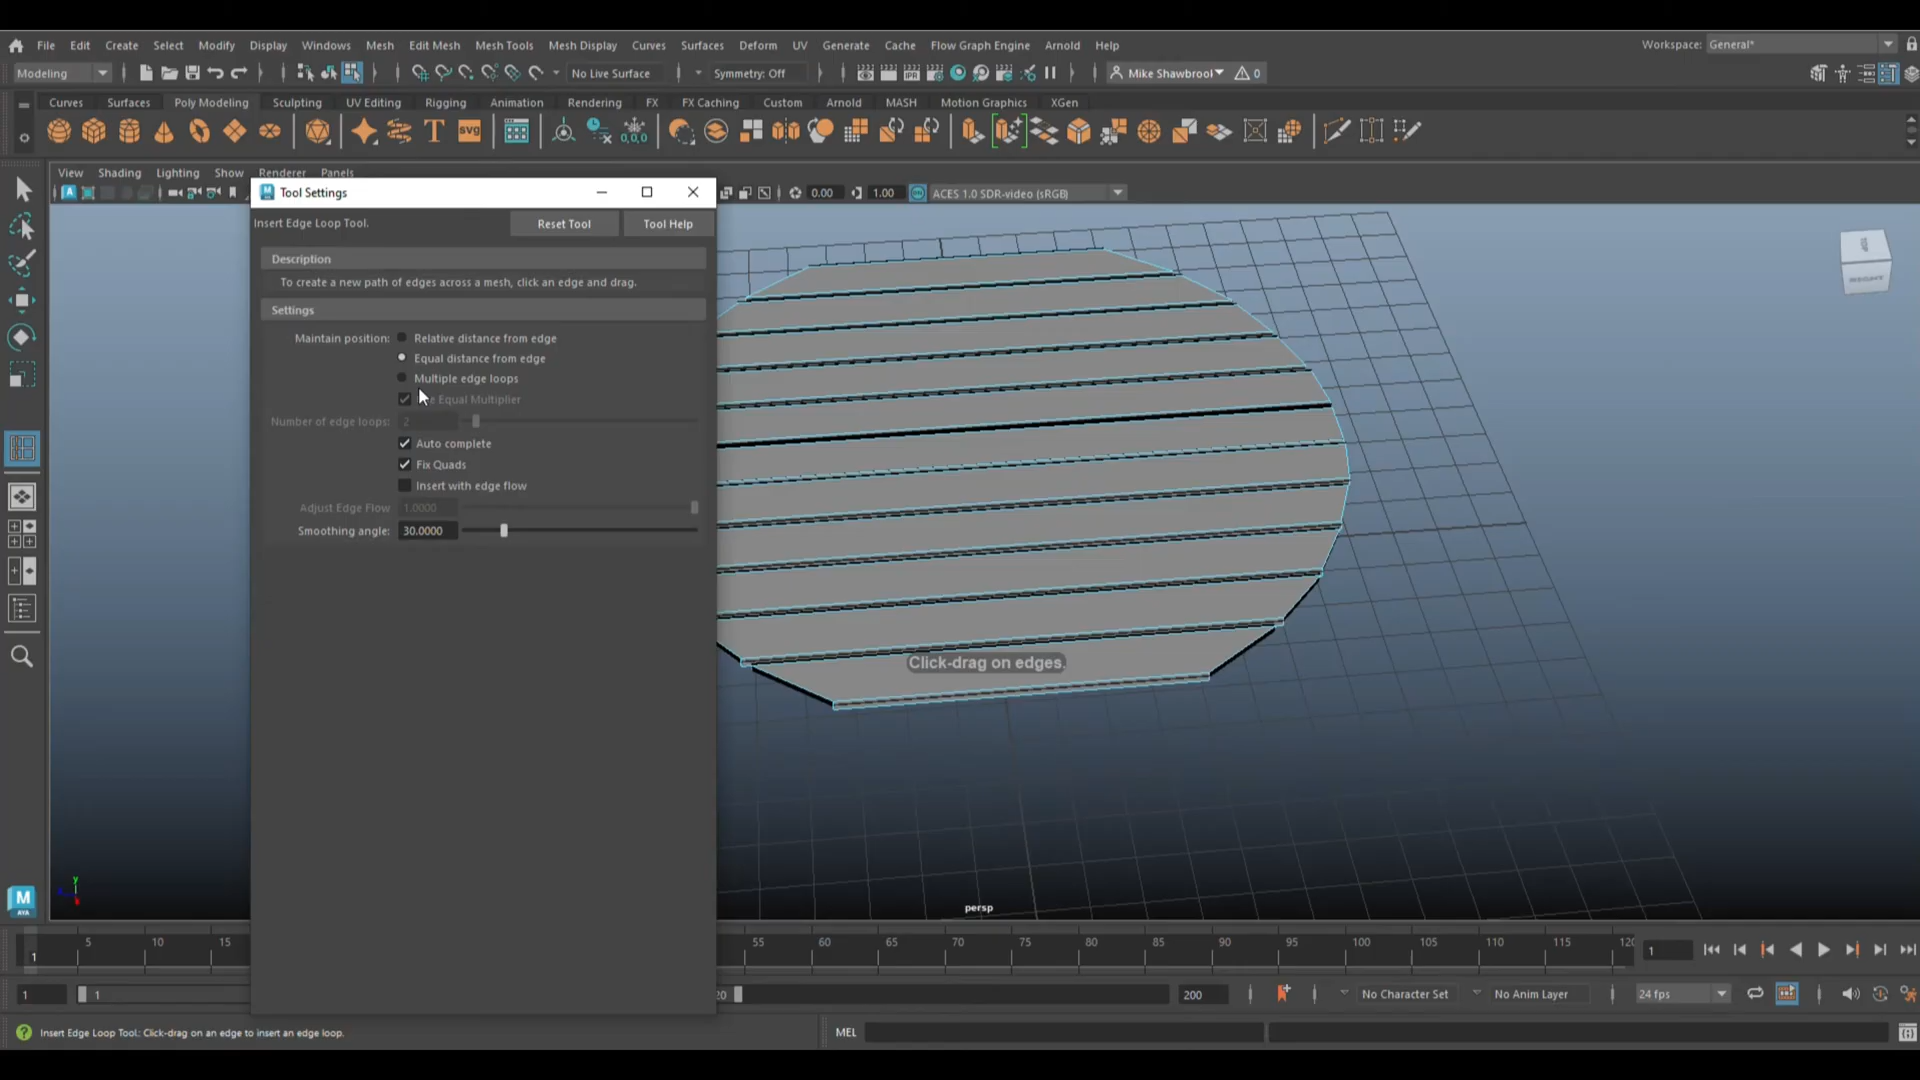 File Edit Create Select Modify Display Windows Mesh Edit Mesh Mesh Tools Mesh Display Curves Surfaces Deform UV Generate Cache Flow Graph Engine Arnold Help Workspace: General*
Modeling No Live Surface Symmetry: Off Mike Shawbrool 0
Curves Surfaces Poly Modeling Sculpting UV Editing Rigging Animation Rendering FX FX Caching Custom Arnold MASH Motion Graphics XGen
T svg 0,0,0
View Shading Lighting Show Renderer Panels
Tool Settings
0.00 1.00 ACES 1.0 SDR-video (sRGB)
Insert Edge Loop Tool. Reset Tool Tool Help
Description
To create a new path of edges across a mesh, click an edge and drag.
Settings
Maintain position: Relative distance from edge
Equal distance from edge
Multiple edge loops
Equal Multiplier
Number of edge loops: 2
Auto complete
Fix Quads
Insert with edge flow
Adjust Edge Flow 1.0000
Smoothing angle: 30.0000
Click-drag on edges.
y
M
persp
5 10 15 55 60 65 70 75 80 85 90 95 100 105 110 115 120
1 1
1 1 20 200 No Character Set No Anim Layer 24 fps
Insert Edge Loop Tool: Click-drag on an edge to insert an edge loop. MEL